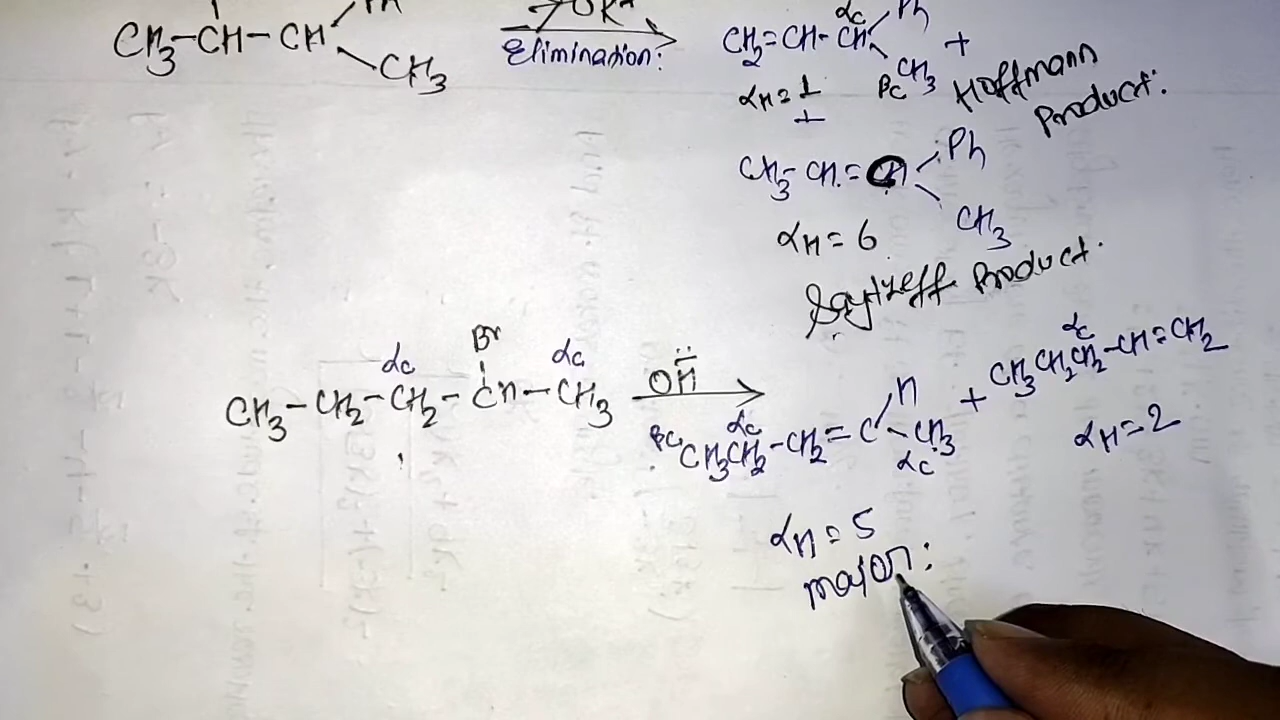 CH3-CH-CH Ph CH3
OK+
Elimination:
CH2=CH-CH Ph CH3 +
αc
βc
αH = 1
Hoffmann
Product:
CH3-CH=CH Ph CH3
αH = 6
Saytzeff Product.
Br
αc αc
CH3-CH2-CH2-CH-CH3
OH
βc αc
CH3CH2-CH2=C H CH3
αc
+ CH3CH2CH2-CH=CH2
αc
αH=2
αH = 5
major: